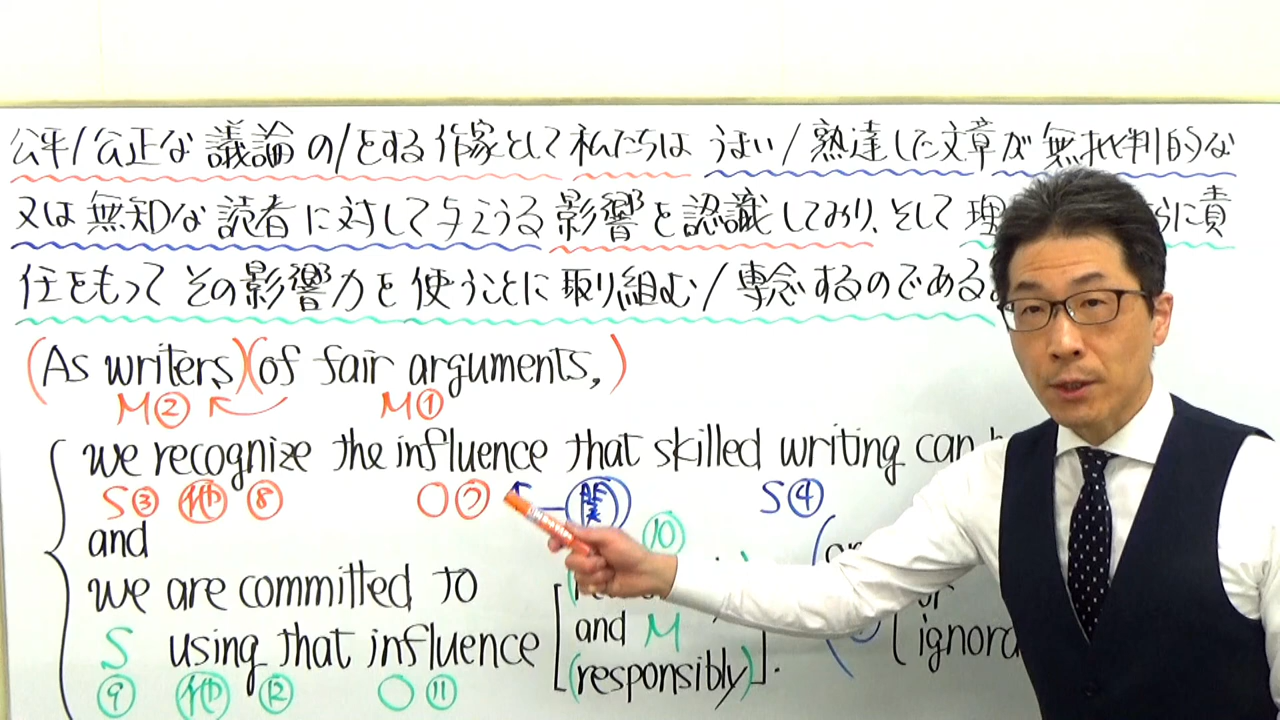 公平/公正な議論の/をする作家として私たちは うまい/熟達した文章が無批判的な
又は無知な読者に対して与えうる影響を認識しており、そして理 らに責
任をもってその影響力を使うことに取り組む/専念するのである
(As writers)(of fair arguments,)
M② M①
we recognize the influence that skilled writing can
S③ 他 ⑧ O⑦ S④
and
⑩
we are committed to
S using that influence and M
⑨ 他 ⑫ O⑪ (responsibly).
or
ignora